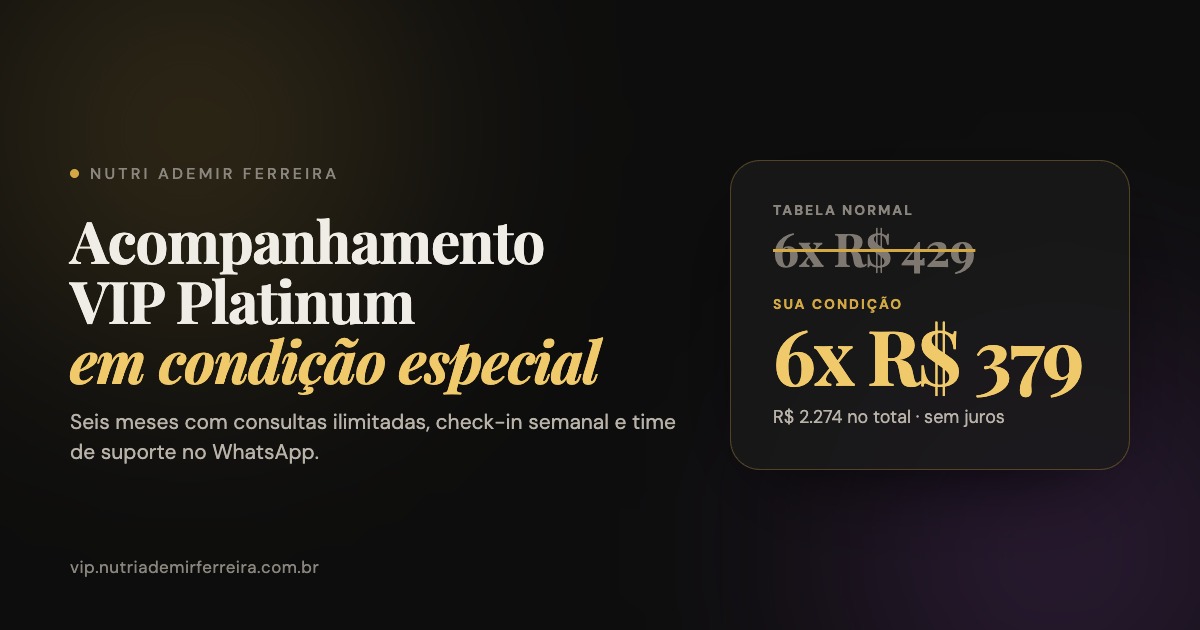 NUTRI ADEMIR FERREIRA
Acompanhamento
VIP Platinum
em condição especial
Seis meses com consultas ilimitadas, check-in semanal e time
de suporte no WhatsApp.
vip.nutriademirferreira.com.br
TABELA NORMAL
6x R$ 429
SUA CONDIÇÃO
6x R$ 379
R$ 2.274 no total · sem juros